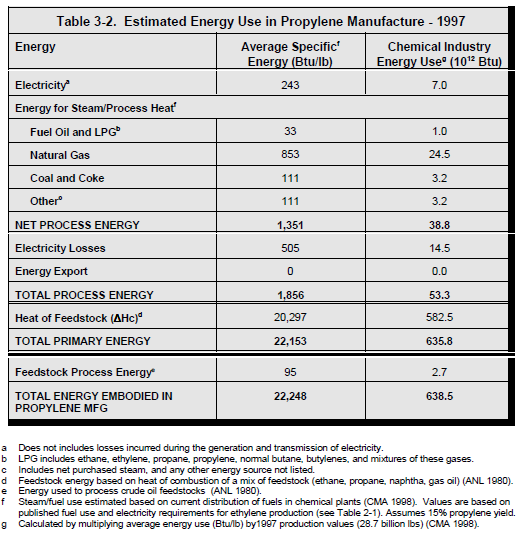 Table 3-2. Estimated Energy Use in Propylene Manufacture - 1997
Energy Average Specificᶠ Energy (Btu/lb) Chemical Industry Energy Useᵍ (10¹² Btu)
Electricityᵃ 243 7.0
Energy for Steam/Process Heatᶠ
Fuel Oil and LPGᵇ 33 1.0
Natural Gas 853 24.5
Coal and Coke 111 3.2
Otherᶜ 111 3.2
NET PROCESS ENERGY 1,351 38.8
Electricity Losses 505 14.5
Energy Export 0 0.0
TOTAL PROCESS ENERGY 1,856 53.3
Heat of Feedstock (ΔHc)ᵈ 20,297 582.5
TOTAL PRIMARY ENERGY 22,153 635.8
Feedstock Process Energyᵉ 95 2.7
TOTAL ENERGY EMBODIED IN PROPYLENE MFG 22,248 638.5
a Does not includes losses incurred during the generation and transmission of electricity.
b LPG includes ethane, ethylene, propane, propylene, normal butane, butylenes, and mixtures of these gases.
c Includes net purchased steam, and any other energy source not listed.
d Feedstock energy based on heat of combustion of a mix of feedstock (ethane, propane, naphtha, gas oil) (ANL 1980).
e Energy used to process crude oil feedstocks (ANL 1980).
f Steam/fuel use estimated based on current distribution of fuels in chemical plants (CMA 1998). Values are based on
published fuel use and electricity requirements for ethylene production (see Table 2-1). Assumes 15% propylene yield.
g Calculated by multiplying average energy use (Btu/lb) by1997 production values (28.7 billion lbs) (CMA 1998).